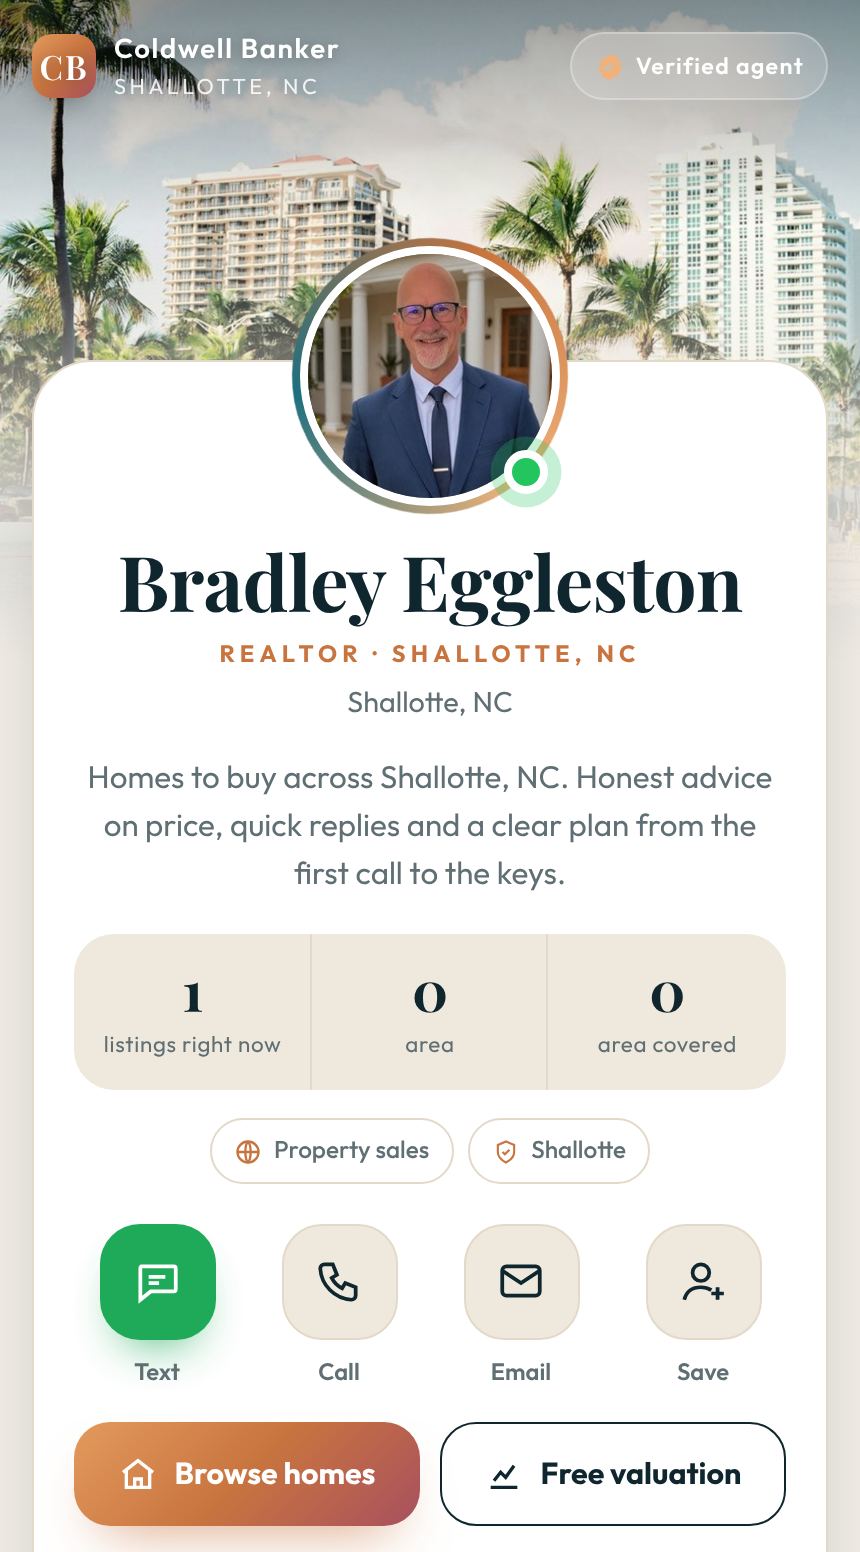 CB
Coldwell Banker
SHALLOTTE, NC
Verified agent
Bradley Eggleston
REALTOR · SHALLOTTE, NC
Shallotte, NC
Homes to buy across Shallotte, NC. Honest advice
on price, quick replies and a clear plan from the
first call to the keys.
1
listings right now
0
area
0
area covered
Property sales
Shallotte
Text
Call
Email
Save
Browse homes
Free valuation